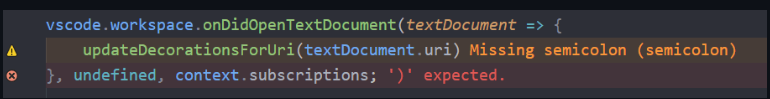 vscode.workspace.onDidOpenTextDocument(textDocument => {
updateDecorationsForUri(textDocument.uri) Missing semicolon (semicolon)
}, undefined, context.subscriptions; ')' expected.